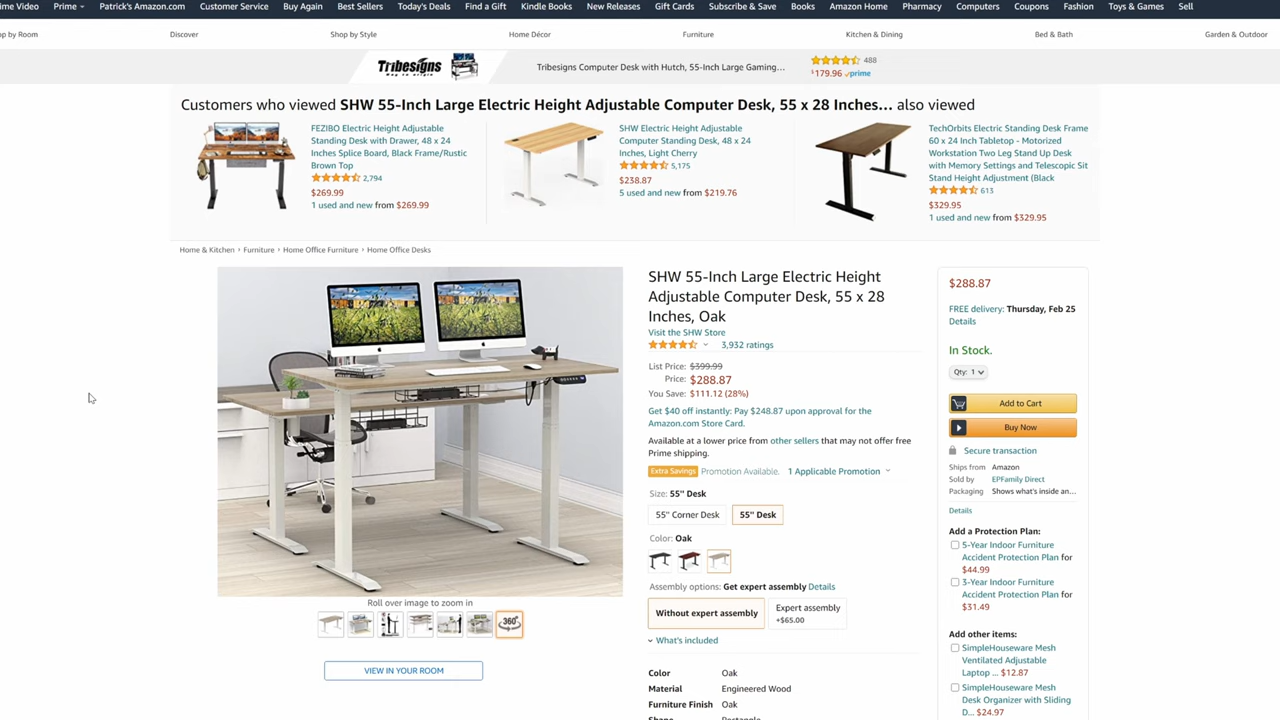 ime Video
Prime
Patrick's Amazon.com
Customer Service
Buy Again
Best Sellers
Today's Deals
Find a Gift
Kindle Books
New Releases
Gift Cards
Subscribe & Save
Books
Amazon Home
Pharmacy
Computers
Coupons
Fashion
Toys & Games
Sell
op by Room
Discover
Shop by Style
Home Décor
Furniture
Kitchen & Dining
Bed & Bath
Garden & Outdoor
Tribesigns
Way to origin
Tribesigns Computer Desk with Hutch, 55-Inch Large Gaming...
488
$179.96 prime
Customers who viewed SHW 55-Inch Large Electric Height Adjustable Computer Desk, 55 x 28 Inches... also viewed
FEZIBO Electric Height Adjustable
Standing Desk with Drawer, 48 x 24
Inches Splice Board, Black Frame/Rustic
Brown Top
2,794
$269.99
1 used and new from $269.99
SHW Electric Height Adjustable
Computer Standing Desk, 48 x 24
Inches, Light Cherry
5,175
$238.87
5 used and new from $219.76
TechOrbits Electric Standing Desk Frame
60 x 24 Inch Tabletop - Motorized
Workstation Two Leg Stand Up Desk
with Memory Settings and Telescopic Sit
Stand Height Adjustment (Black
613
$329.95
1 used and new from $329.95
Home & Kitchen › Furniture › Home Office Furniture › Home Office Desks
Roll over image to zoom in
360°
VIEW IN YOUR ROOM
SHW 55-Inch Large Electric Height
Adjustable Computer Desk, 55 x 28
Inches, Oak
Visit the SHW Store
3,932 ratings
List Price: $399.99
Price: $288.87
You Save: $111.12 (28%)
Get $40 off instantly: Pay $248.87 upon approval for the
Amazon.com Store Card.
Available at a lower price from other sellers that may not offer free
Prime shipping.
Extra Savings Promotion Available. 1 Applicable Promotion
Size: 55" Desk
55" Corner Desk
55" Desk
Color: Oak
Assembly options: Get expert assembly Details
Without expert assembly
Expert assembly
+$65.00
What's included
Color Oak
Material Engineered Wood
Furniture Finish Oak
Shape Rectangle
$288.87
FREE delivery: Thursday, Feb 25
Details
In Stock.
Qty: 1
Add to Cart
Buy Now
Secure transaction
Ships from Amazon
Sold by EPFamily Direct
Packaging Shows what's inside an...
Details
Add a Protection Plan:
5-Year Indoor Furniture
Accident Protection Plan for
$44.99
3-Year Indoor Furniture
Accident Protection Plan for
$31.49
Add other items:
SimpleHouseware Mesh
Ventilated Adjustable
Laptop ... $12.87
SimpleHouseware Mesh
Desk Organizer with Sliding
D... $24.97